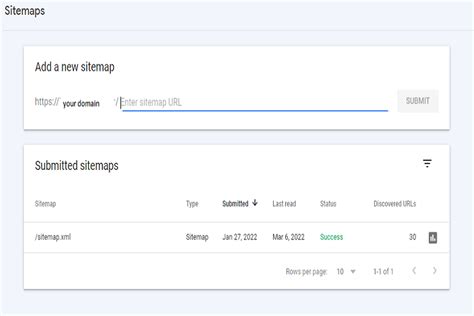 Sitemaps
Add a new sitemap
https:// your domain / Enter sitemap URL SUBMIT
Submitted sitemaps
Sitemap Type Submitted Last read Status Discovered URLs
/sitemap.xml Sitemap Jan 27, 2022 Mar 6, 2022 Success 30
Rows per page: 10 1-1 of 1